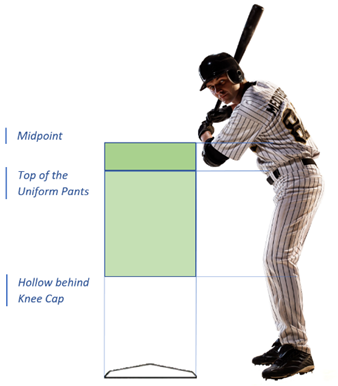 Midpoint
Top of the
Uniform Pants
Hollow behind
Knee Cap